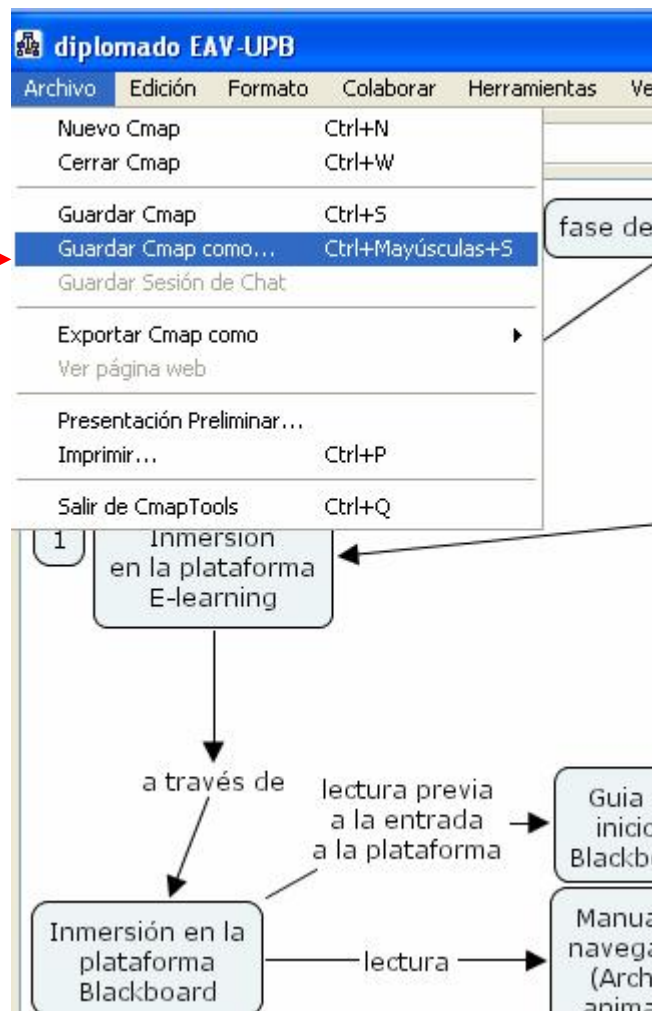 diplomado EAV-UPB
Archivo Edición Formato Colaborar Herramientas
Nuevo Cmap Ctrl+N
Cerrar Cmap Ctrl+W
Guardar Cmap Ctrl+S
Guardar Cmap como... Ctrl+Mayúsculas+S
Guardar Sesión de Chat
Exportar Cmap como
Ver página web
Presentación Preliminar...
Imprimir... Ctrl+P
Salir de CmapTools Ctrl+Q
fase de
1
Inmersión
en la plataforma
E-learning
a través de
lectura previa
a la entrada
a la plataforma
Guia
Inmersión en la
plataforma
Blackboard
lectura